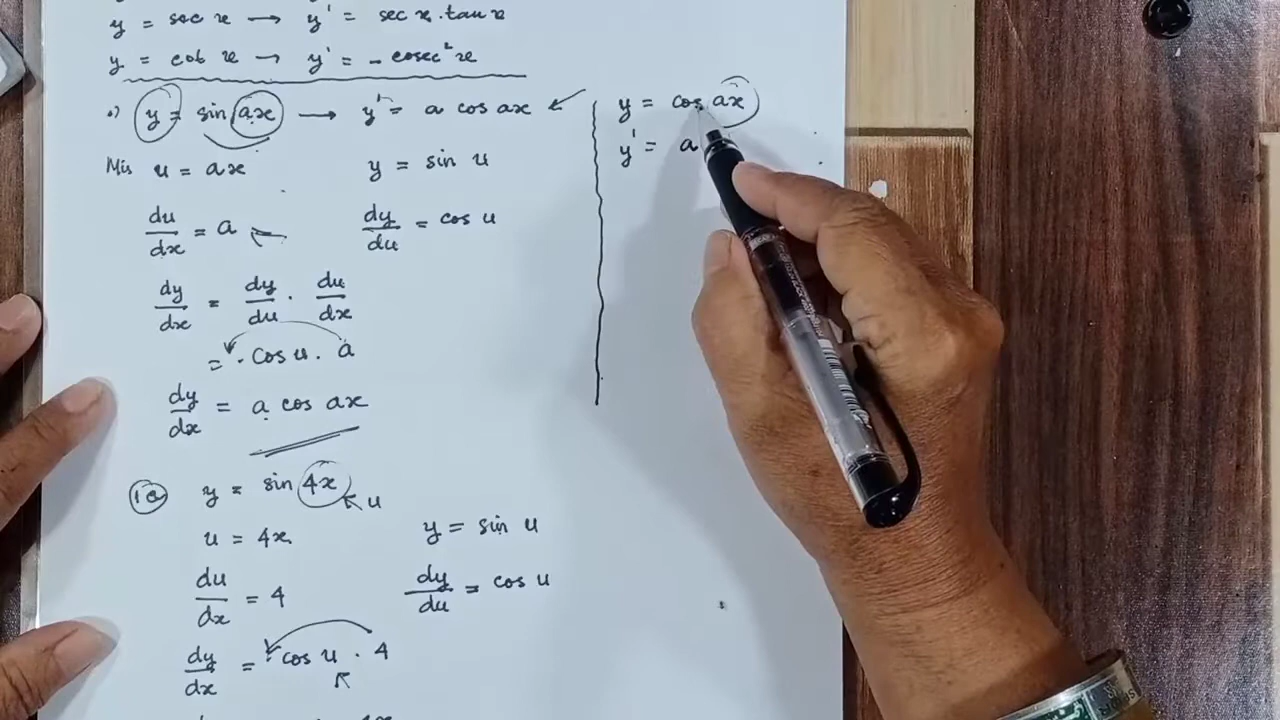 y = sec x → y' = sec x . tan x
y = cot x → y' = - cosec² x
y = sin ax → y' = a cos ax
Mis u = ax y = sin u
du/dx = a dy/du = cos u
dy/dx = dy/du . du/dx
= . cos u . a
dy/dx = a cos ax
1a y = sin 4x
u
u = 4x y = sin u
du/dx = 4 dy/du = cos u
dy/dx = . cos u . 4
4x
y = cos ax
y' = a